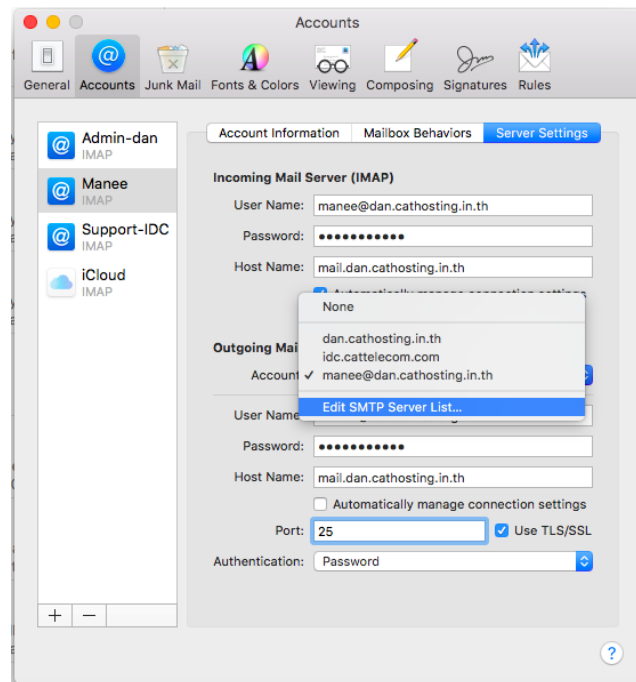 Accounts
General Accounts Junk Mail Fonts & Colors Viewing Composing Signatures Rules
Admin-dan
IMAP
Manee
IMAP
Support-IDC
IMAP
iCloud
IMAP
Account Information Mailbox Behaviors Server Settings
Incoming Mail Server (IMAP)
User Name: manee@dan.cathosting.in.th
Password: •••••••••••
Host Name: mail.dan.cathosting.in.th
Automatically manage connection settings
None
dan.cathosting.in.th
idc.cattelecom.com
Outgoing Mai
Account ✓ manee@dan.cathosting.in.th
Edit SMTP Server List...
User Name
Password: •••••••••••
Host Name: mail.dan.cathosting.in.th
Automatically manage connection settings
Port: 25 Use TLS/SSL
Authentication: Password
+ −
?